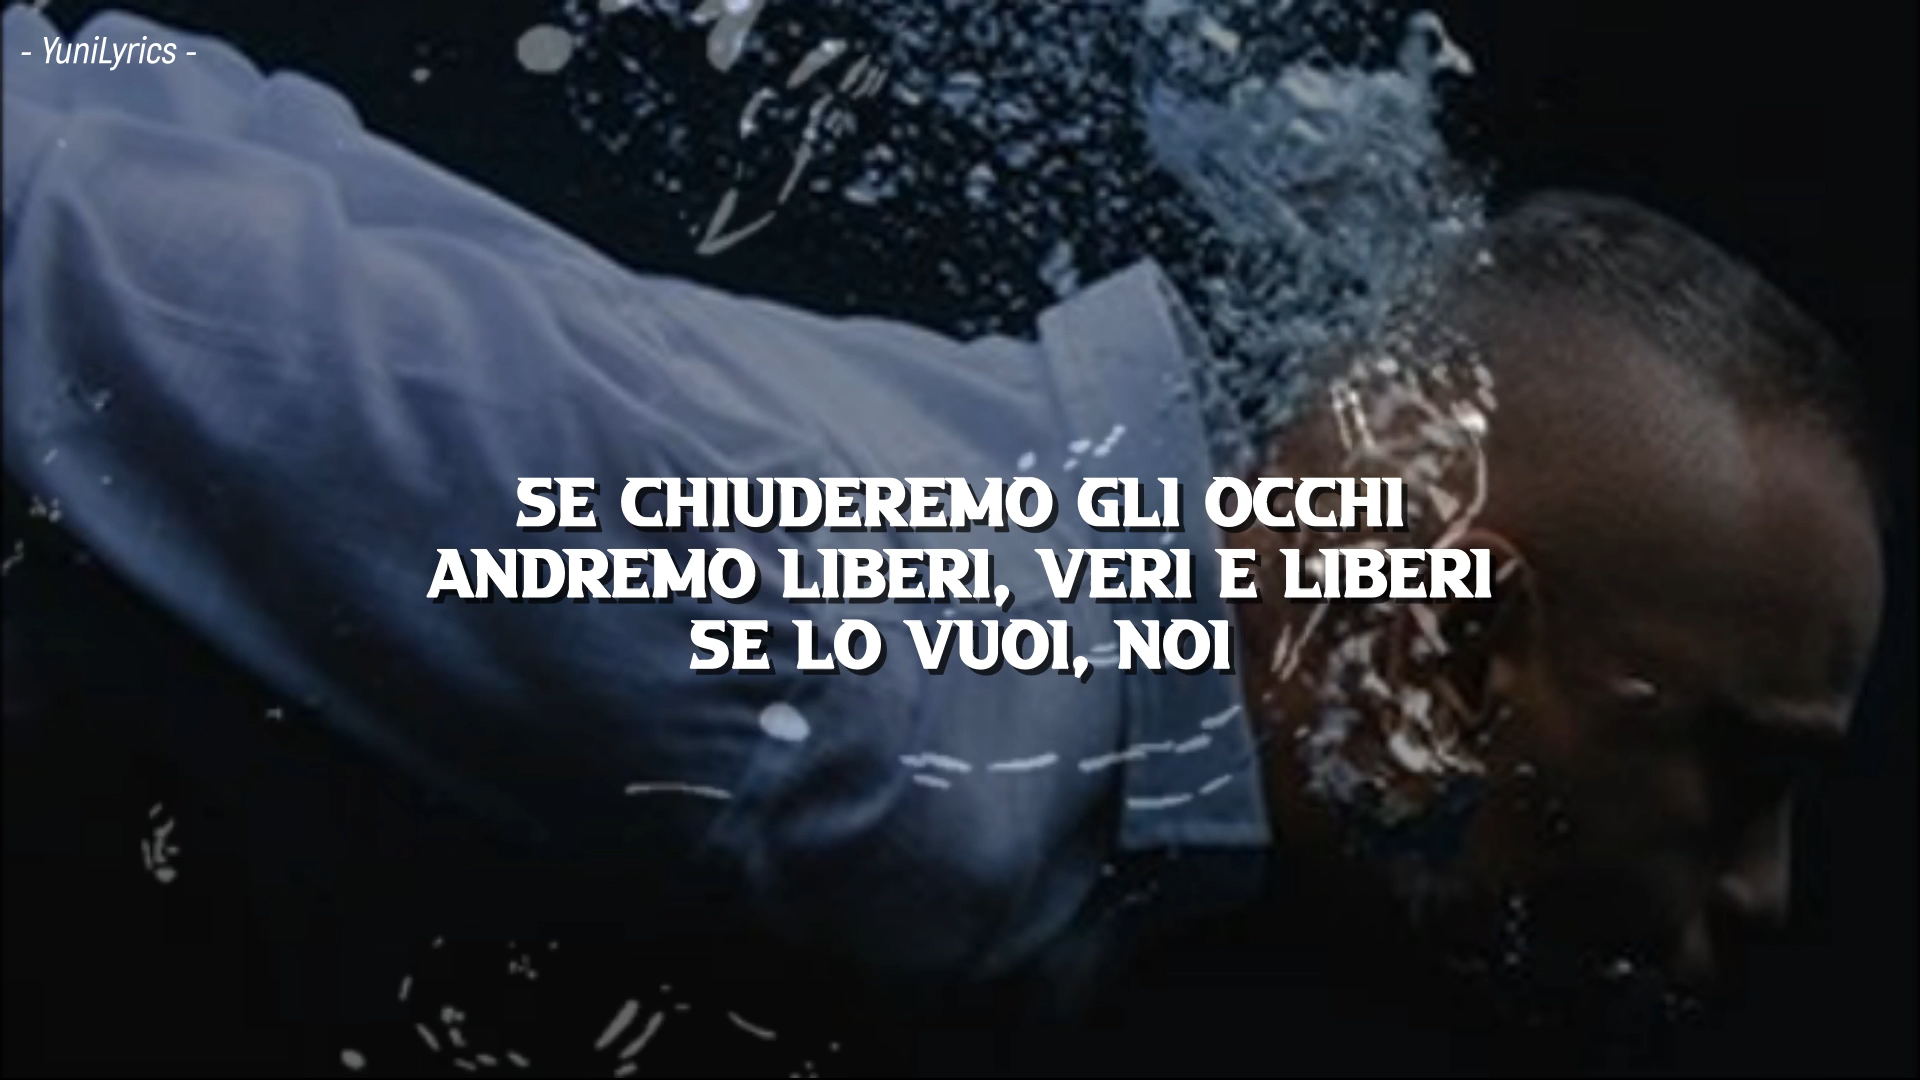 - YuniLyrics -
SE CHIUDEREMO GLI OCCHI
ANDREMO LIBERI, VERI E LIBERI
SE LO VUOI, NOI